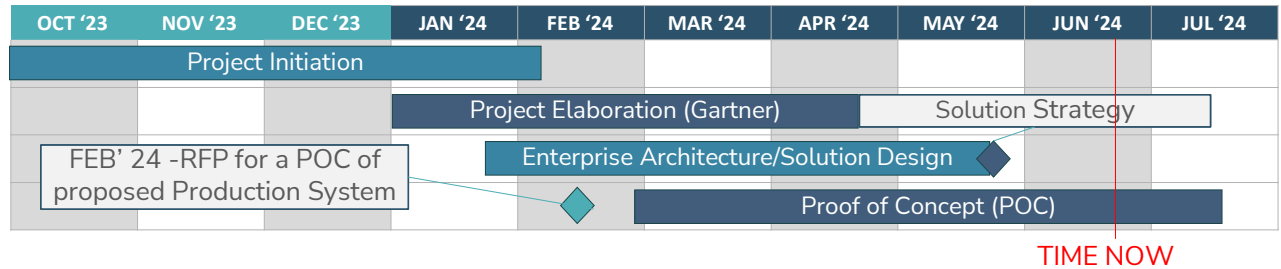 OCT ‘23 NOV ‘23 DEC ‘23 JAN ‘24 FEB ‘24 MAR ‘24 APR ‘24 MAY ‘24 JUN ‘24 JUL ‘24
Project Initiation
Project Elaboration (Gartner) Solution Strategy
FEB’ 24 -RFP for a POC of
proposed Production System
Enterprise Architecture/Solution Design
Proof of Concept (POC)
TIME NOW